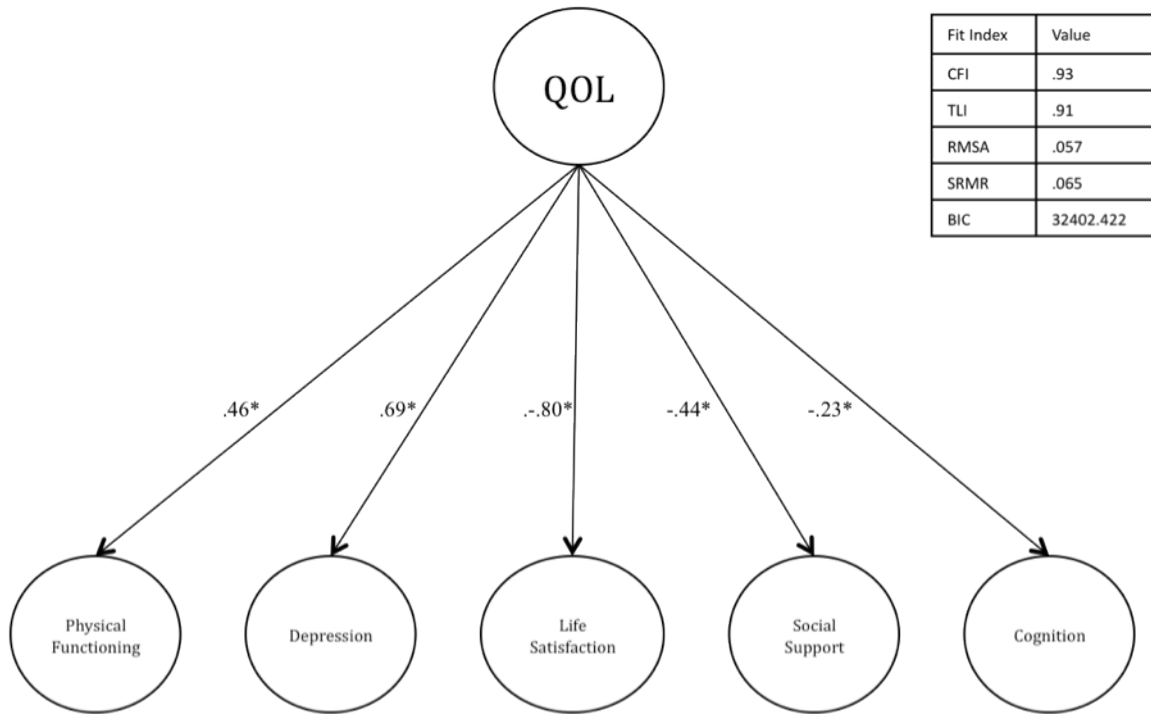 QOL
Fit Index Value
CFI .93
TLI .91
RMSA .057
SRMR .065
BIC 32402.422
.46* .69* .-.80* -.44* -.23*
Physical
Functioning
Depression
Life
Satisfaction
Social
Support
Cognition